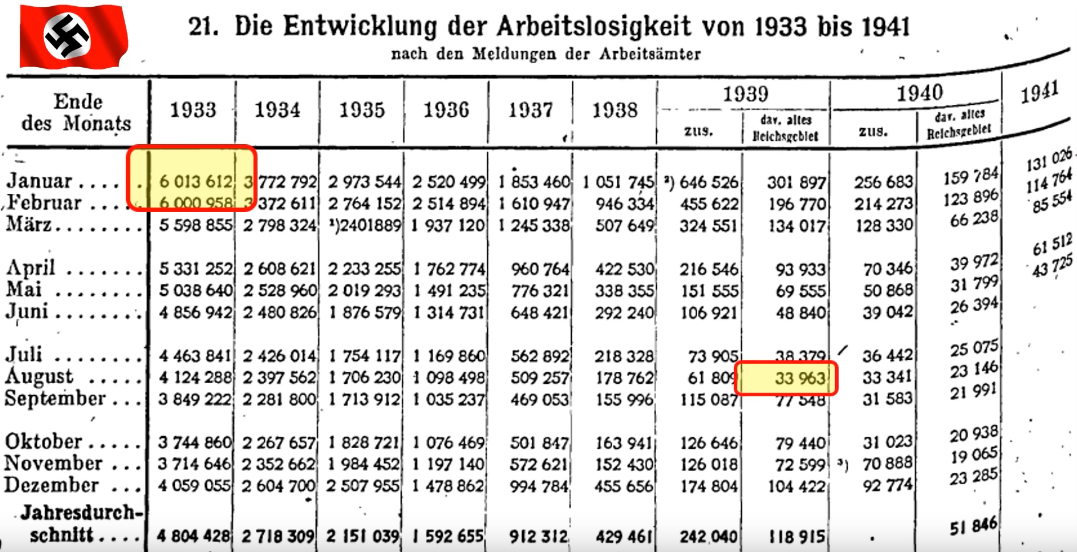 21. Die Entwicklung der Arbeitslosigkeit von 1933 bis 1941
nach den Meldungen der Arbeitsämter
Ende des Monats 1933 1934 1935 1936 1937 1938 1939 1940 1941
zus. dav. altes Reichsgebiet zus. dav. altes Reichsgebiet
Januar . . . . . . 6 013 612 3 772 792 2 973 544 2 520 499 1 853 460 1 051 745 ²) 646 526 301 897 256 683 159 784 131 026
Februar . . . . . 6 000 958 3 372 611 2 764 152 2 514 894 1 610 947 946 334 455 622 196 770 214 273 123 896 114 764
März . . . . . . . . 5 598 855 2 798 324 ¹)2401889 1 937 120 1 245 338 507 649 324 551 134 017 128 330 66 238 85 554
April . . . . . . . 5 331 252 2 608 621 2 233 255 1 762 774 960 764 422 530 216 546 93 933 70 346 39 972 61 512
Mai . . . . . . . . 5 038 640 2 528 960 2 019 293 1 491 235 776 321 338 355 151 555 69 555 50 868 31 799 43 725
Juni . . . . . . . . 4 856 942 2 480 826 1 876 579 1 314 731 648 421 292 240 106 921 48 840 39 042 26 394
Juli . . . . . . . . 4 463 841 2 426 014 1 754 117 1 169 860 562 892 218 328 73 905 38 379 36 442 25 075
August . . . . . . 4 124 288 2 397 562 1 706 230 1 098 498 509 257 178 762 61 809 33 963 33 341 23 146
September . . . 3 849 222 2 281 800 1 713 912 1 035 237 469 053 155 996 115 087 77 548 31 583 21 991
Oktober . . . . . 3 744 860 2 267 657 1 828 721 1 076 469 501 847 163 941 126 646 79 440 31 023 20 938
November . . . 3 714 646 2 352 662 1 984 452 1 197 140 572 621 152 430 126 018 72 599 ³) 70 888 19 065
Dezember . . . 4 059 055 2 604 700 2 507 955 1 478 862 994 784 455 656 174 804 104 422 92 774 23 285
Jahresdurch-
schnitt . . . . 4 804 428 2 718 309 2 151 039 1 592 655 912 312 429 461 242 040 118 915 . 51 846